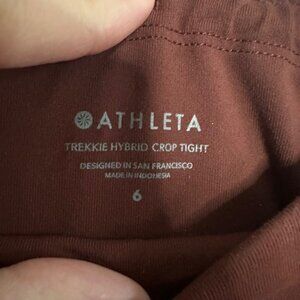 ATHLETA
TREKKIE HYBRID CROP TIGHT
DESIGNED IN SAN FRANCISCO
MADE IN INDONESIA
6